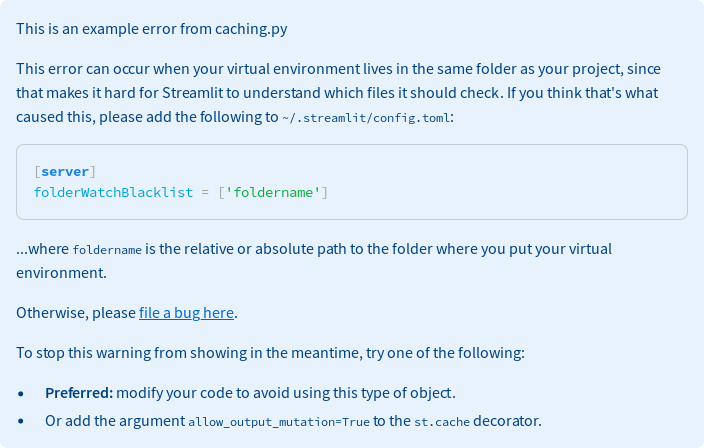 This is an example error from caching.py
This error can occur when your virtual environment lives in the same folder as your project, since
that makes it hard for Streamlit to understand which files it should check. If you think that's what
caused this, please add the following to ~/.streamlit/config.toml:
[server]
folderWatchBlacklist = ['foldername']
...where foldername is the relative or absolute path to the folder where you put your virtual
environment.
Otherwise, please file a bug here.
To stop this warning from showing in the meantime, try one of the following:
• Preferred: modify your code to avoid using this type of object.
• Or add the argument allow_output_mutation=True to the st.cache decorator.